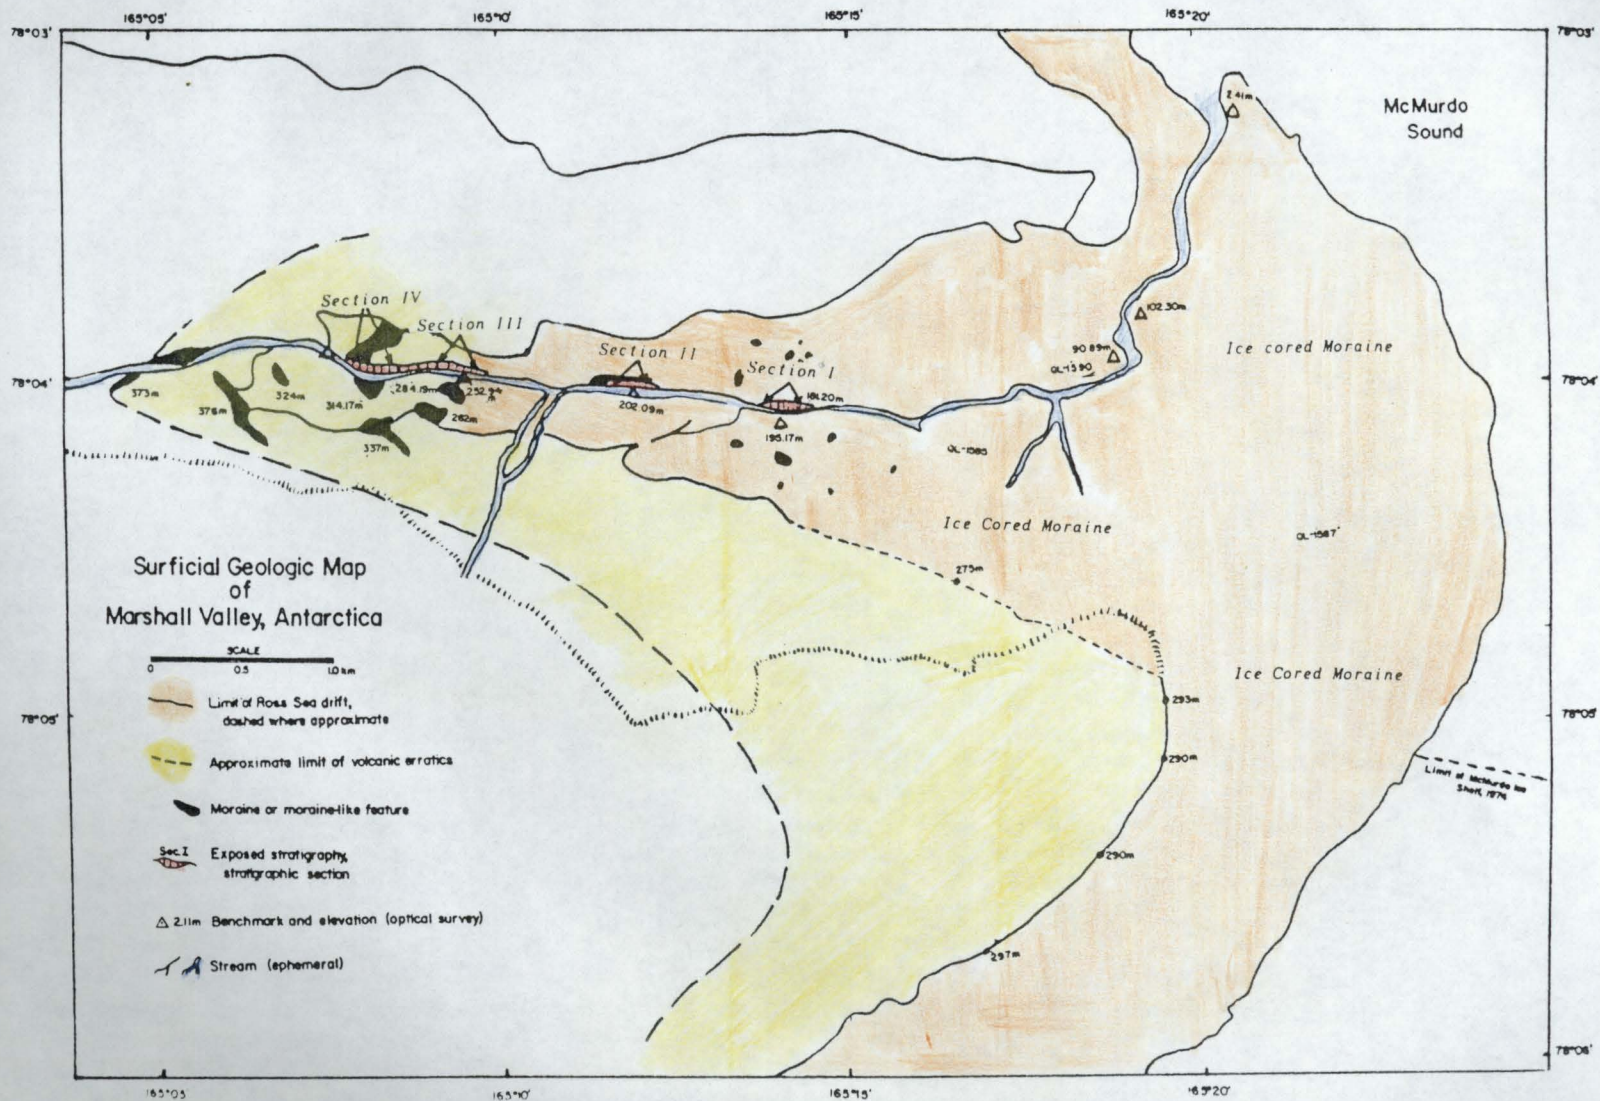 165°05'
165°10'
165°15'
165°20'
78°03'
78°03'
2.41m
McMurdo
Sound
Section IV
Section III
102.30m
Section II
90.89m
Ice cored Moraine
Section I
QL-1590
78°04'
78°04'
373m
376m
324m
314.17m
284.19m
252.94
m
181.20m
202.09m
262m
195.17m
337m
QL-1585
Ice Cored Moraine
QL-1587
Surficial Geologic Map
of
Marshall Valley, Antarctica
275m
SCALE
0 0.5 1.0 km
Ice Cored Moraine
Limit of Ross Sea drift,
dashed where approximate
293m
78°05'
78°05'
Approximate limit of volcanic erratics
290m
Limit of McMurdo Ice
Shelf, 1974
Moraine or moraine-like feature
Sec. I
Exposed stratigraphy,
stratigraphic section
290m
2.11m Benchmark and elevation (optical survey)
Stream (ephemeral)
297m
78°06'
165°05'
165°10'
165°15'
165°20'